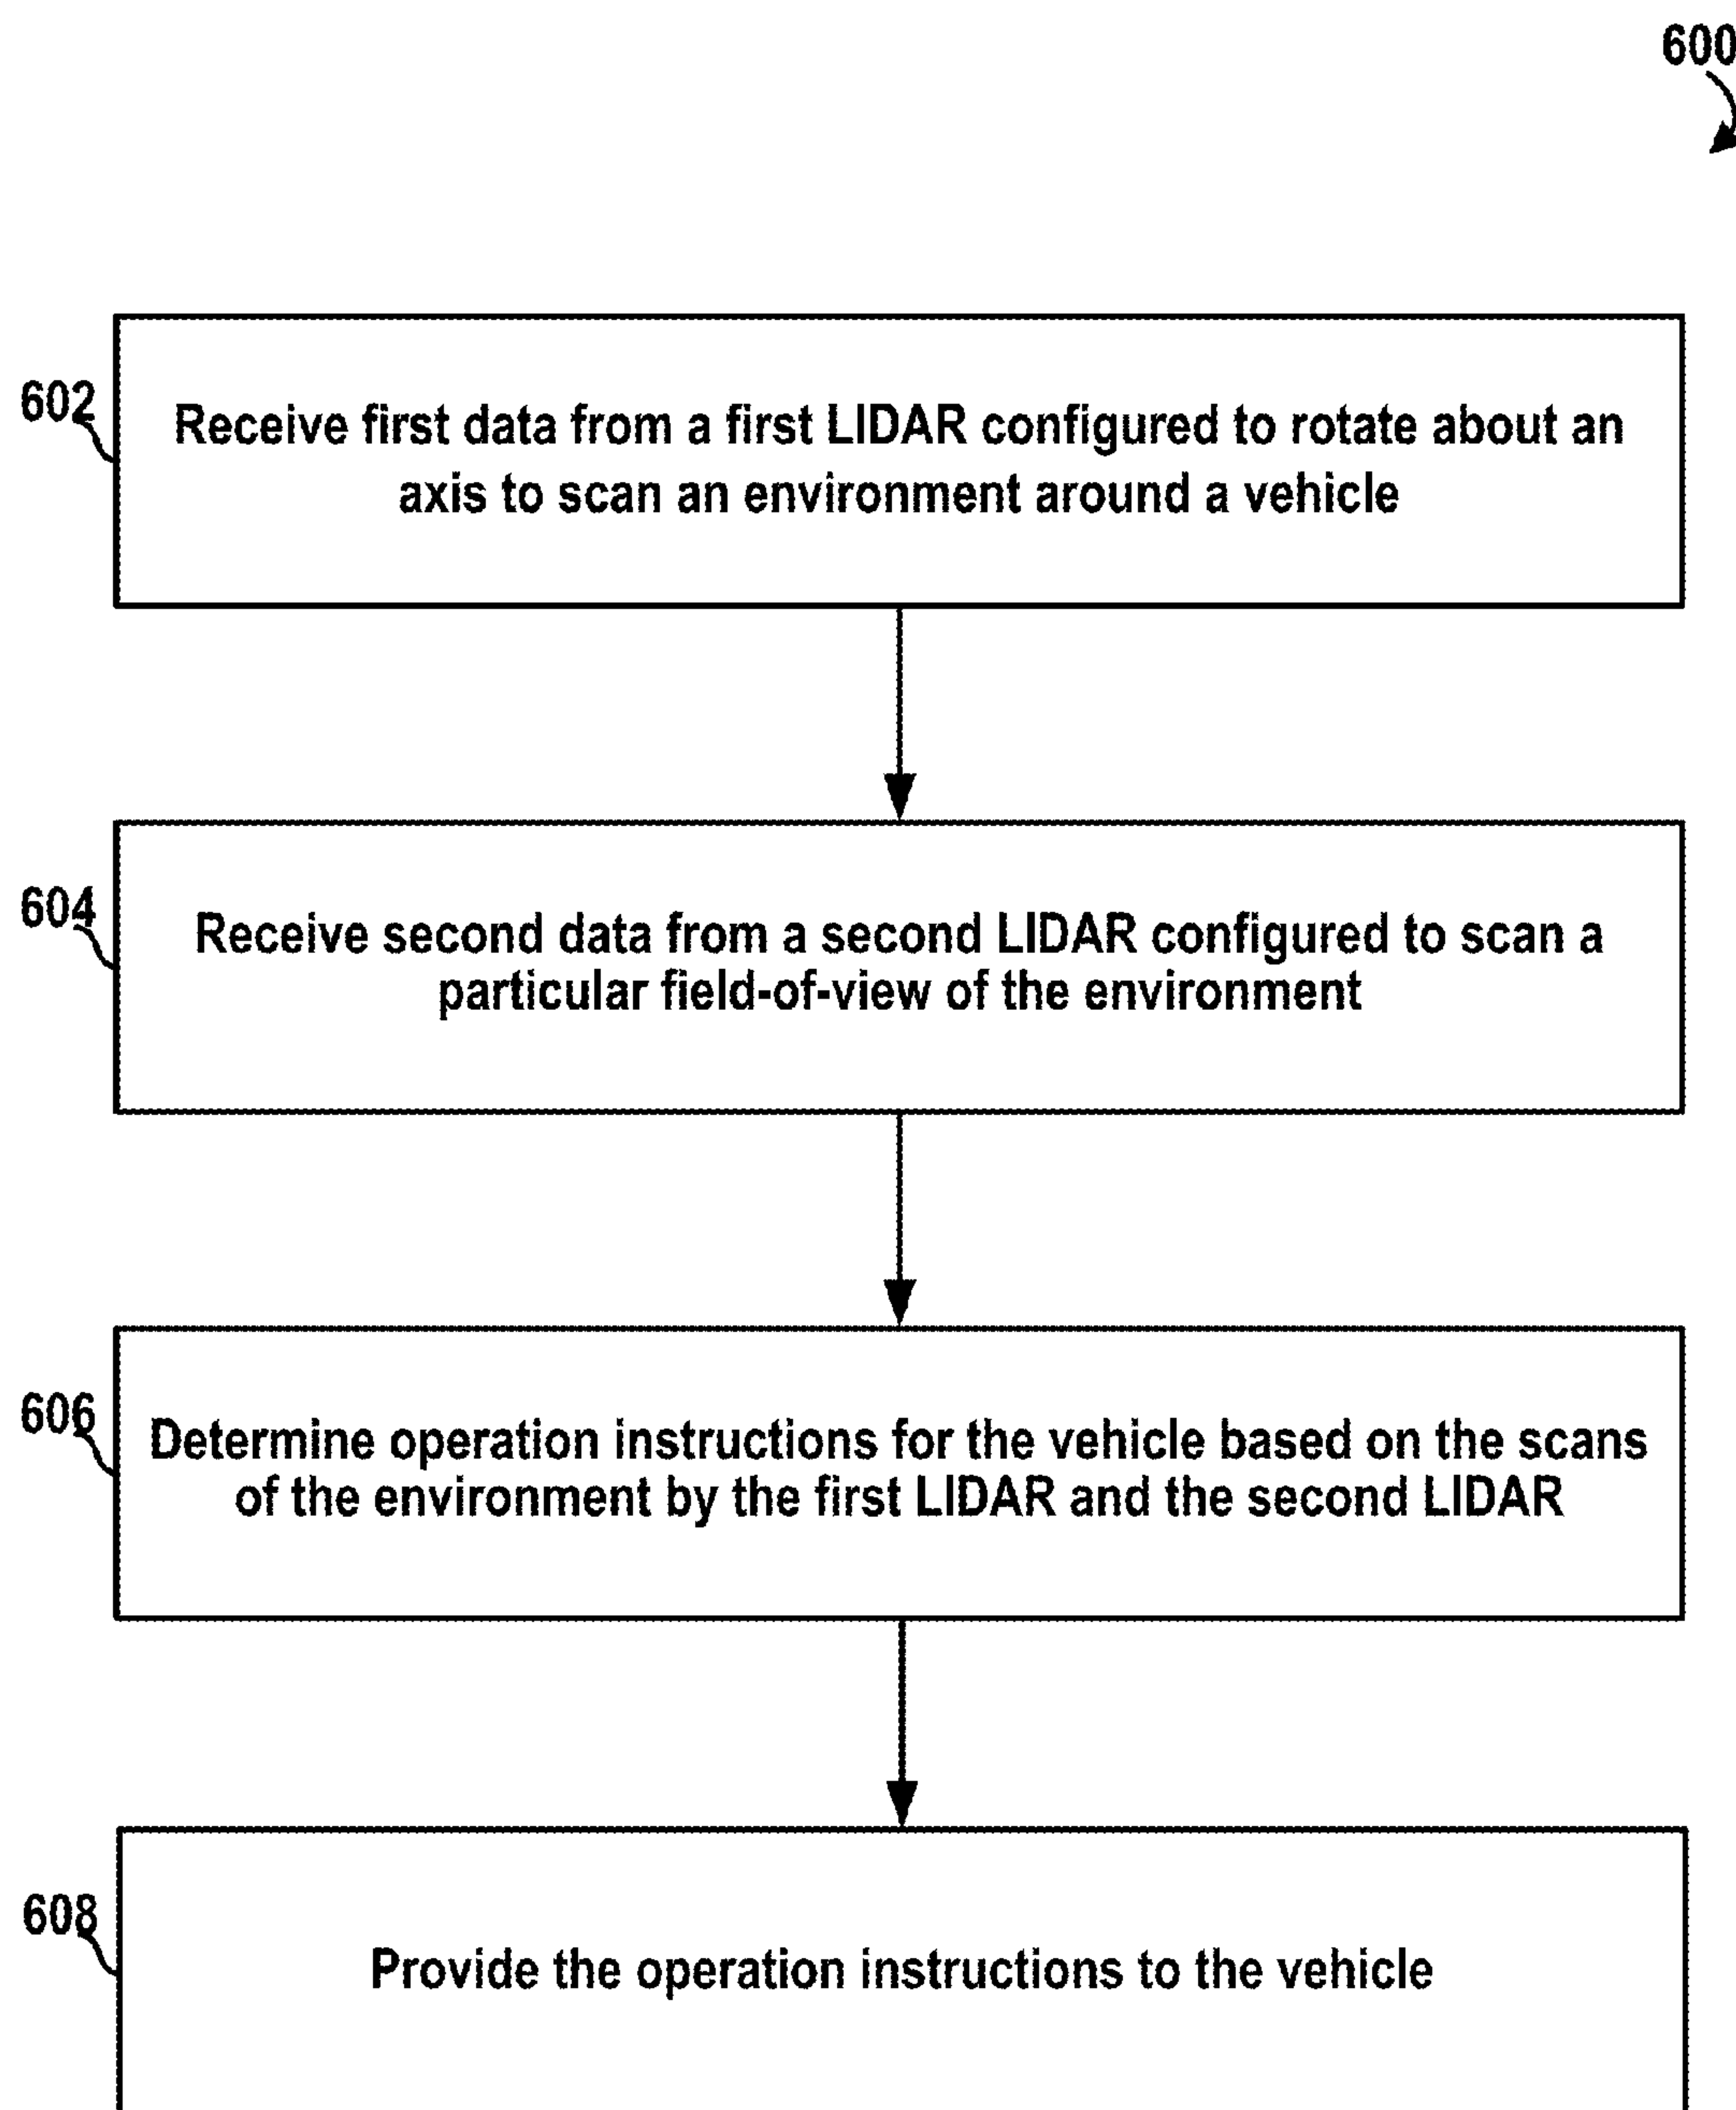 600
602
Receive first data from a first LIDAR configured to rotate about an
axis to scan an environment around a vehicle
604
Receive second data from a second LIDAR configured to scan a
particular field-of-view of the environment
606
Determine operation instructions for the vehicle based on the scans
of the environment by the first LIDAR and the second LIDAR
608
Provide the operation instructions to the vehicle